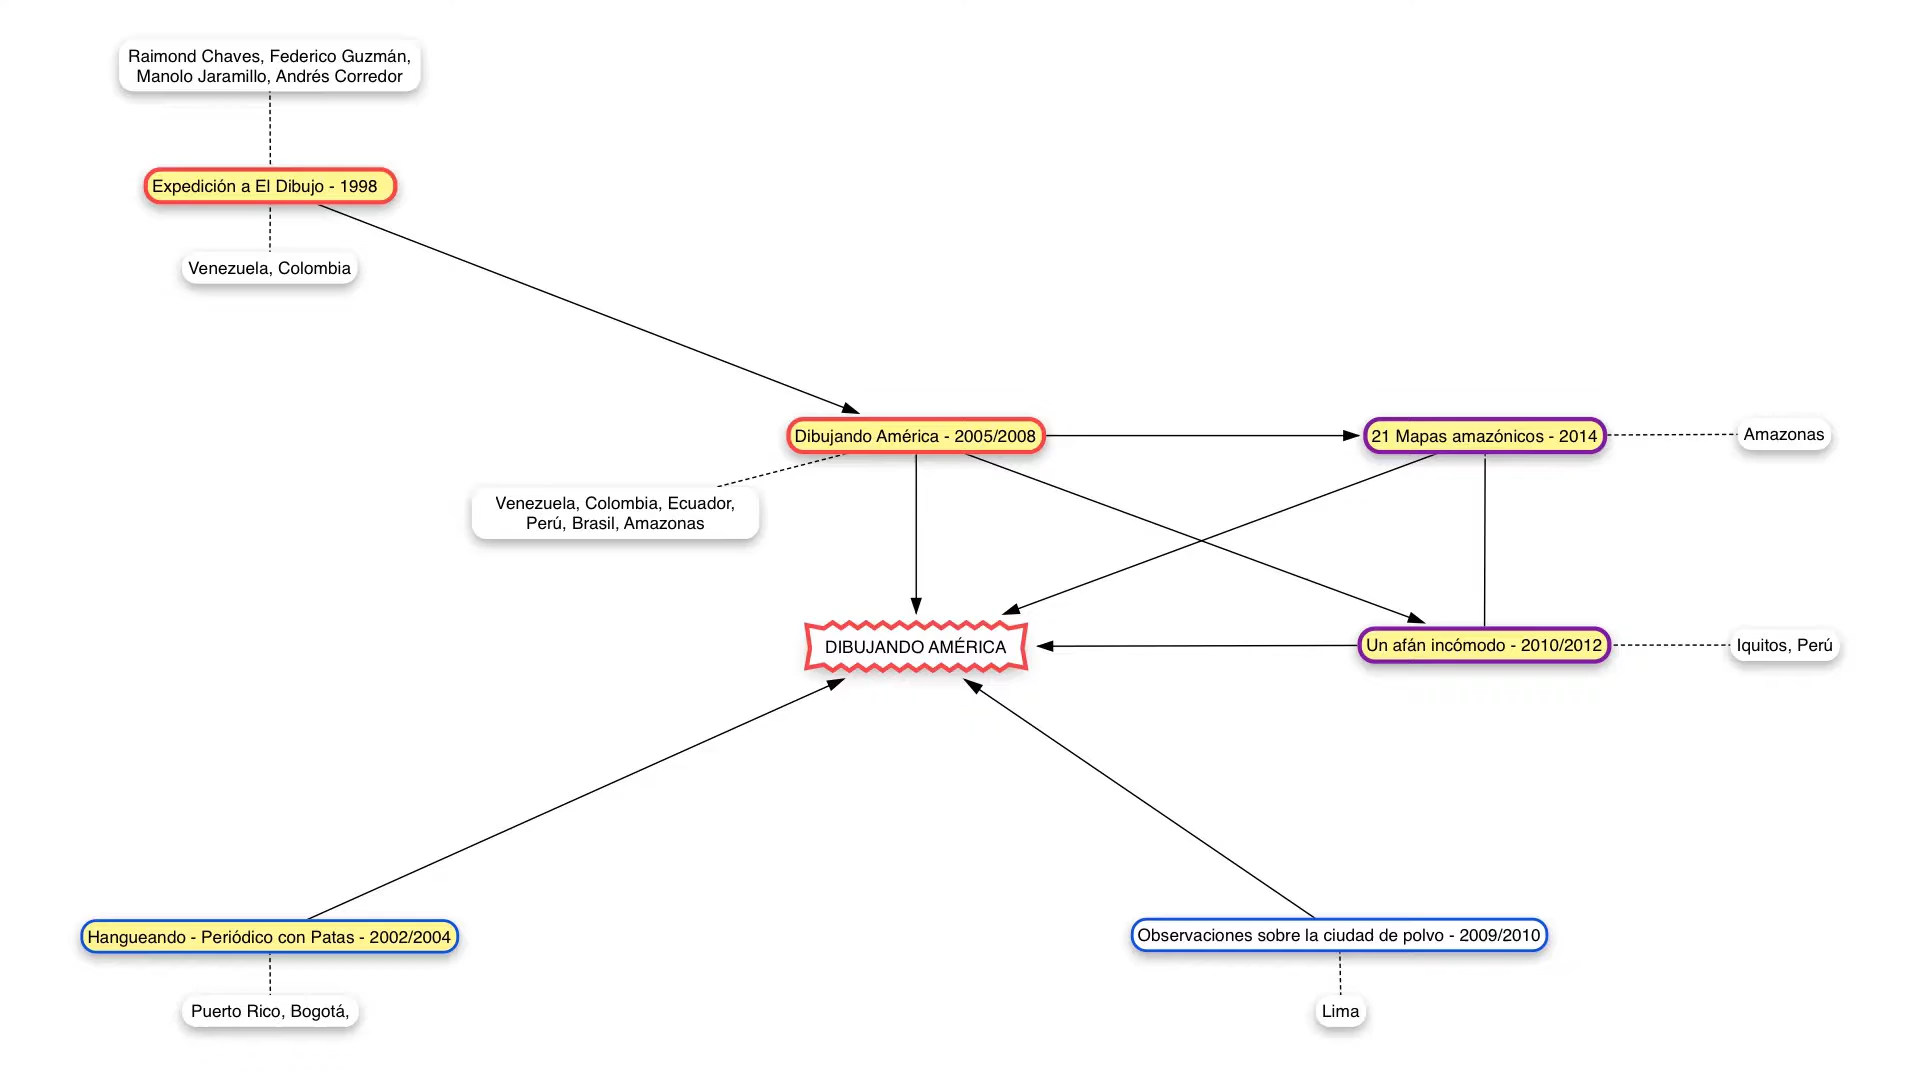 Raimond Chaves, Federico Guzmán,
Manolo Jaramillo, Andrés Corredor
Expedición a El Dibujo - 1998
Venezuela, Colombia
Dibujando América - 2005/2008
21 Mapas amazónicos - 2014
Amazonas
Venezuela, Colombia, Ecuador,
Perú, Brasil, Amazonas
DIBUJANDO AMÉRICA
Un afán incómodo - 2010/2012
Iquitos, Perú
Hangueando - Periódico con Patas - 2002/2004
Observaciones sobre la ciudad de polvo - 2009/2010
Puerto Rico, Bogotá,
Lima